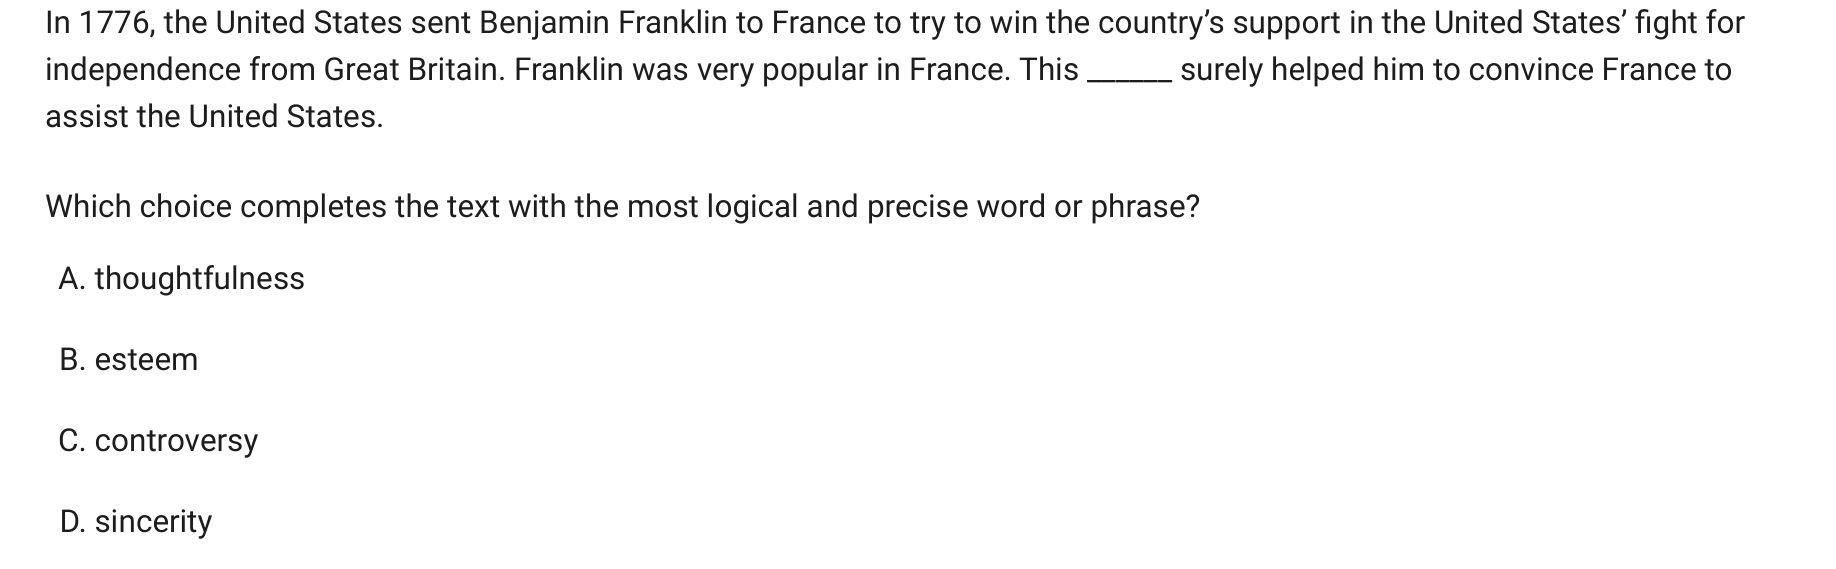 In 1776, the United States sent Benjamin Franklin to France to try to win the country’s support in the United States’ fight for
independence from Great Britain. Franklin was very popular in France. This ______ surely helped him to convince France to
assist the United States.
Which choice completes the text with the most logical and precise word or phrase?
A. thoughtfulness
B. esteem
C. controversy
D. sincerity